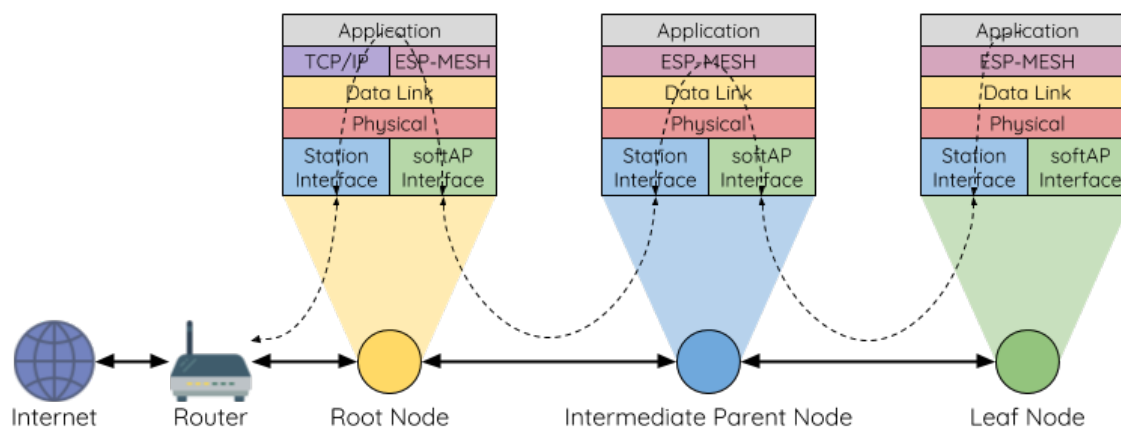 Application
TCP/IP ESP-MESH
Data Link
Physical
Station Interface
softAP Interface
Application
ESP-MESH
Data Link
Physical
Station Interface
softAP Interface
Application
ESP-MESH
Data Link
Physical
Station Interface
softAP Interface
Internet
Router
Root Node
Intermediate Parent Node
Leaf Node